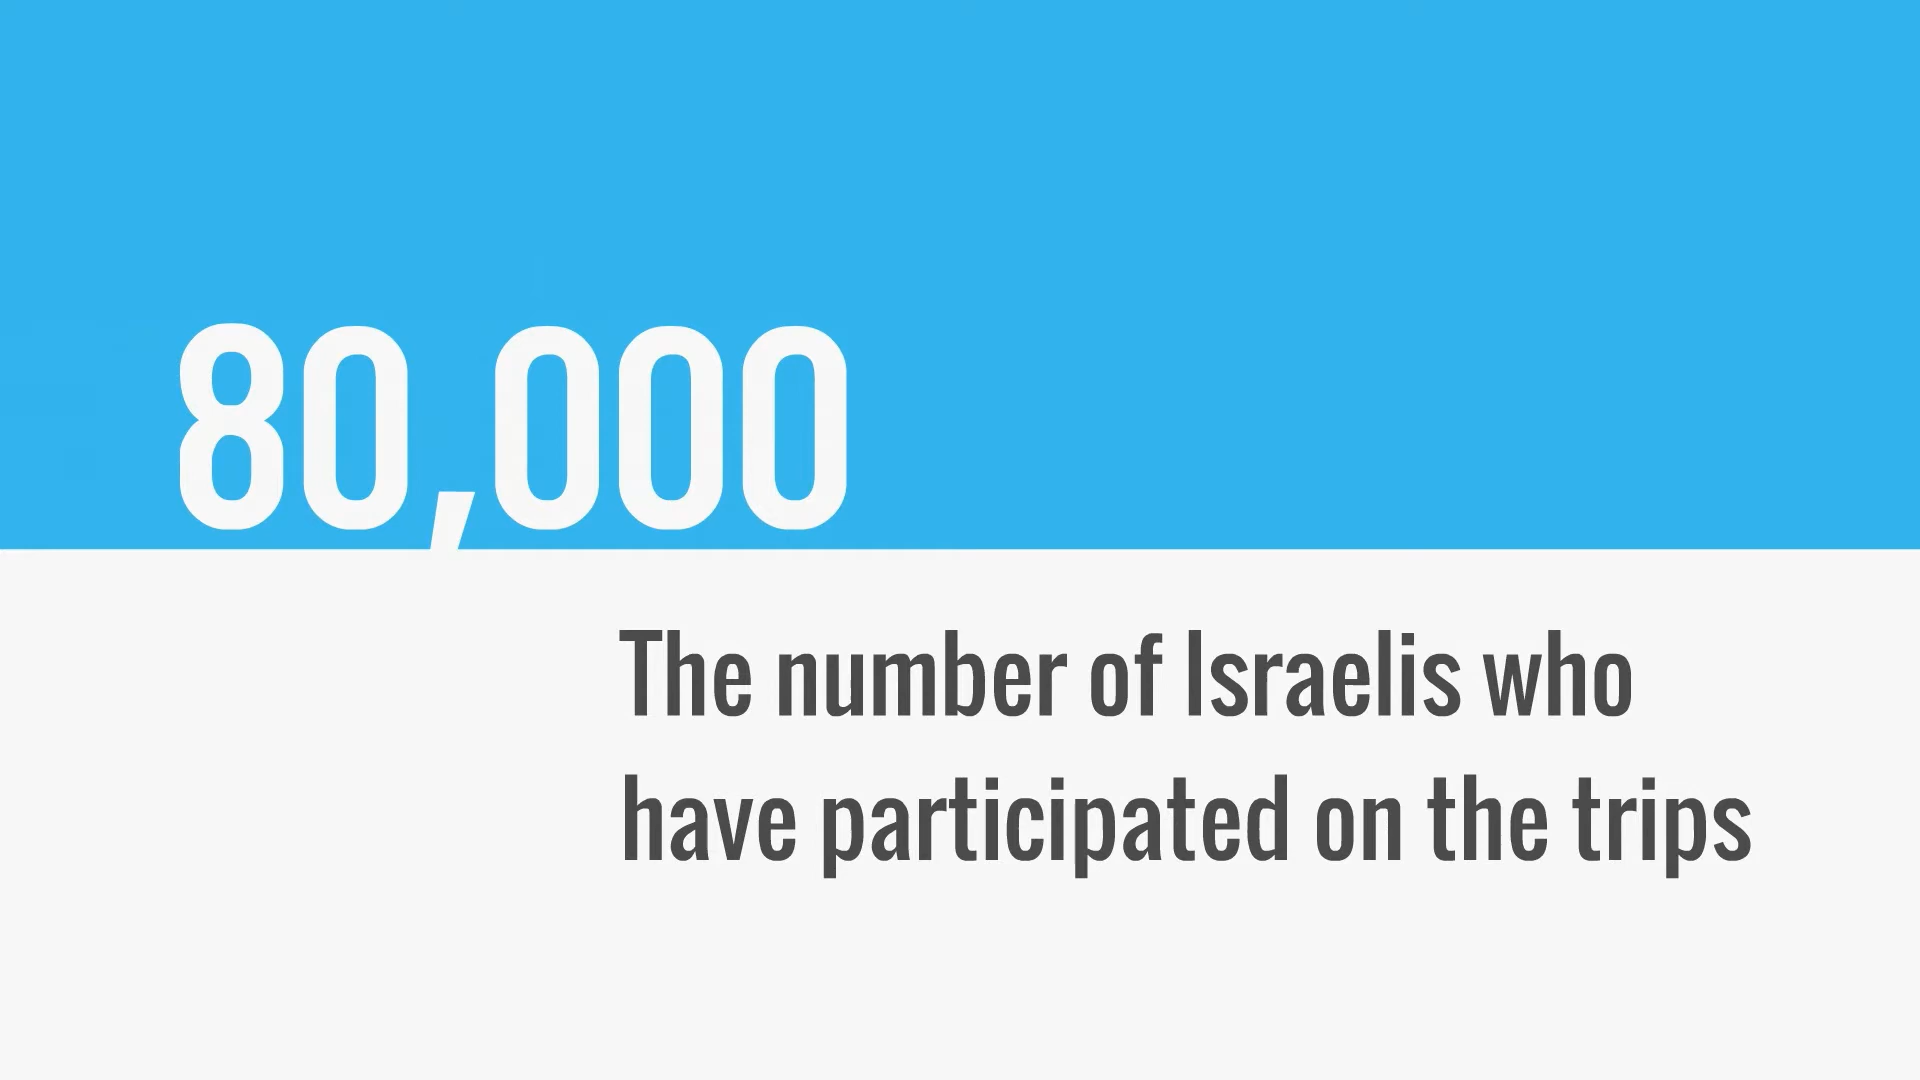 80,000
The number of Israelis who
have participated on the trips